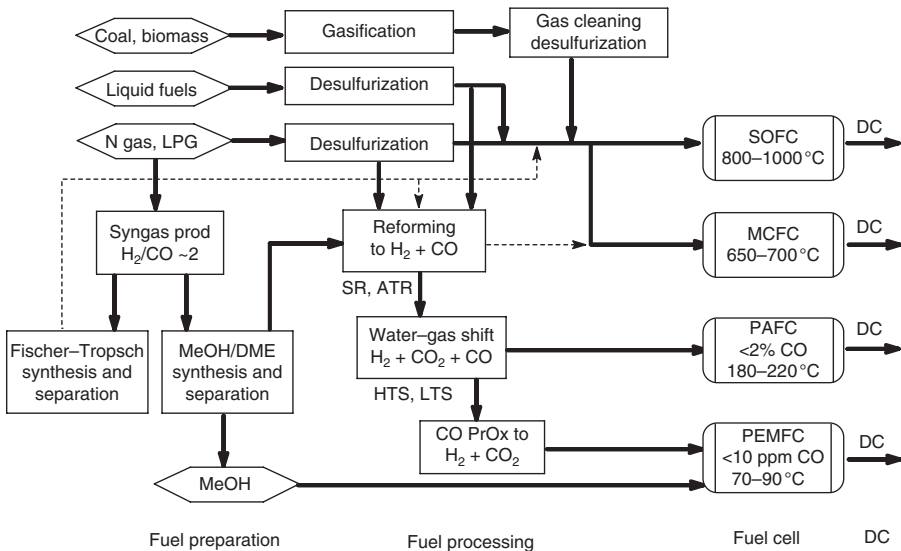 Coal, biomass
Gasification
Gas cleaning
desulfurization
Liquid fuels
Desulfurization
N gas, LPG
Desulfurization
SOFC
800–1000 °C
DC
Syngas prod
H₂/CO ~2
Reforming
to H₂ + CO
MCFC
650–700 °C
DC
SR, ATR
Fischer–Tropsch
synthesis and
separation
MeOH/DME
synthesis and
separation
Water–gas shift
H₂ + CO₂ + CO
PAFC
<2% CO
180–220 °C
DC
HTS, LTS
CO PrOx to
H₂ + CO₂
PEMFC
<10 ppm CO
70–90 °C
DC
MeOH
Fuel preparation
Fuel processing
Fuel cell
DC